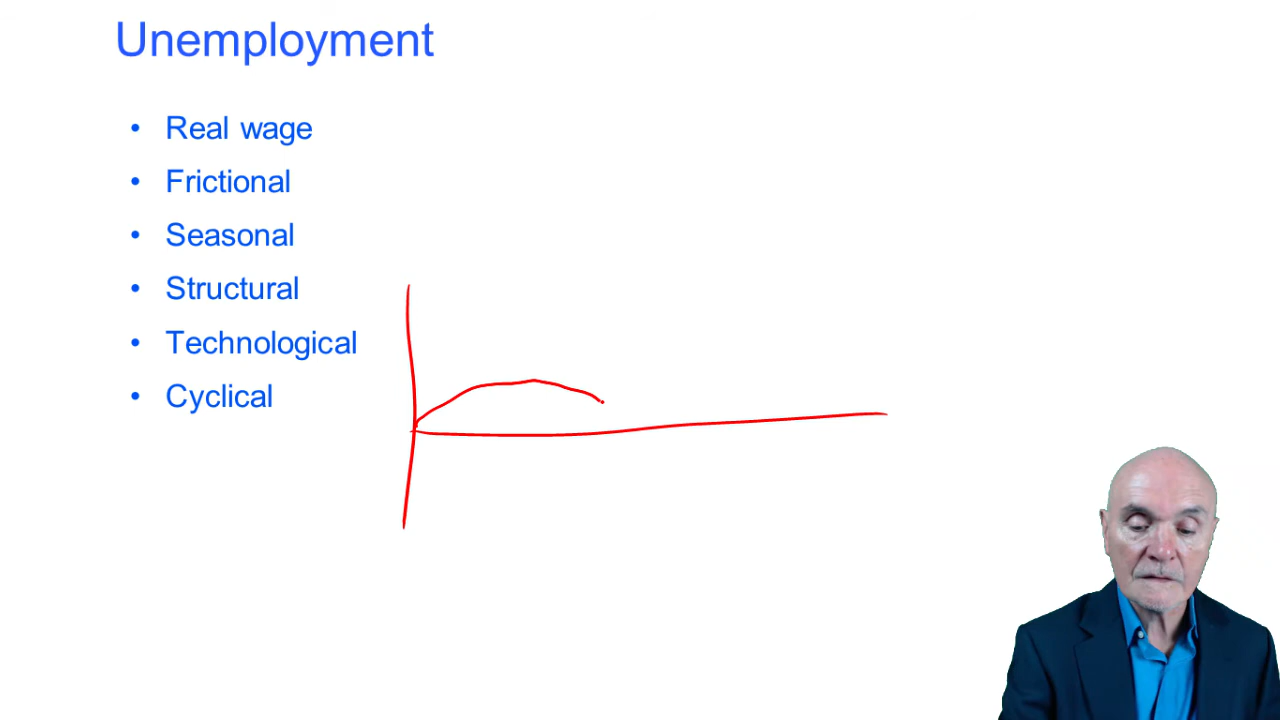 Unemployment
• Real wage
• Frictional
• Seasonal
• Structural
• Technological
• Cyclical